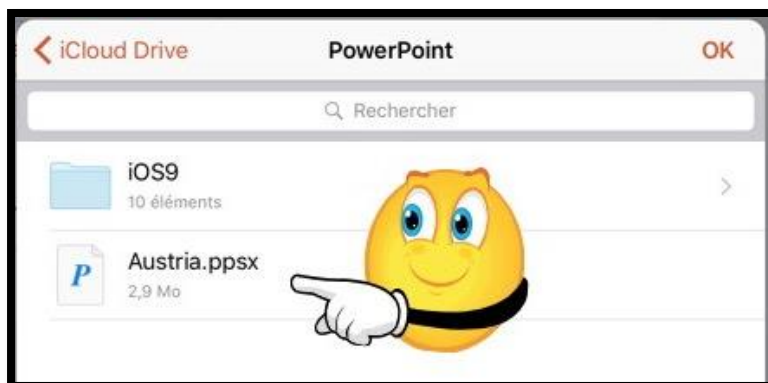 iCloud Drive PowerPoint OK
Rechercher
iOS9
10 éléments
P
Austria.ppsx
2,9 Mo